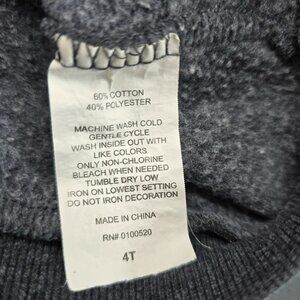 60% COTTON
40% POLYESTER
MACHINE WASH COLD
GENTLE CYCLE
WASH INSIDE OUT WITH
LIKE COLORS
ONLY NON-CHLORINE
BLEACH WHEN NEEDED
TUMBLE DRY LOW
IRON ON LOWEST SETTING
DO NOT IRON DECORATION
MADE IN CHINA
RN# 0100520
4T